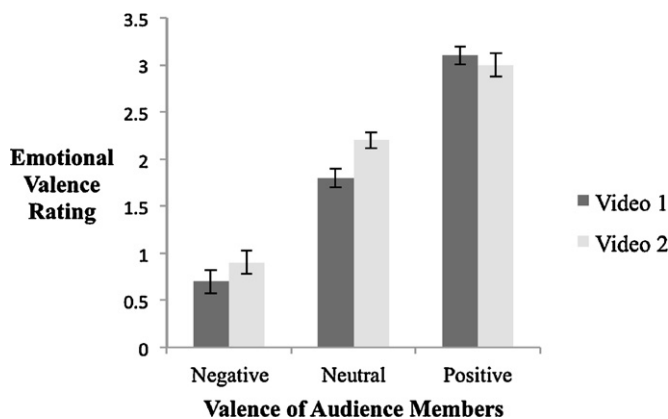 3.5
3
2.5
2
1.5
1
0.5
0
Emotional
Valence
Rating
Video 1
Video 2
Negative Neutral Positive
Valence of Audience Members